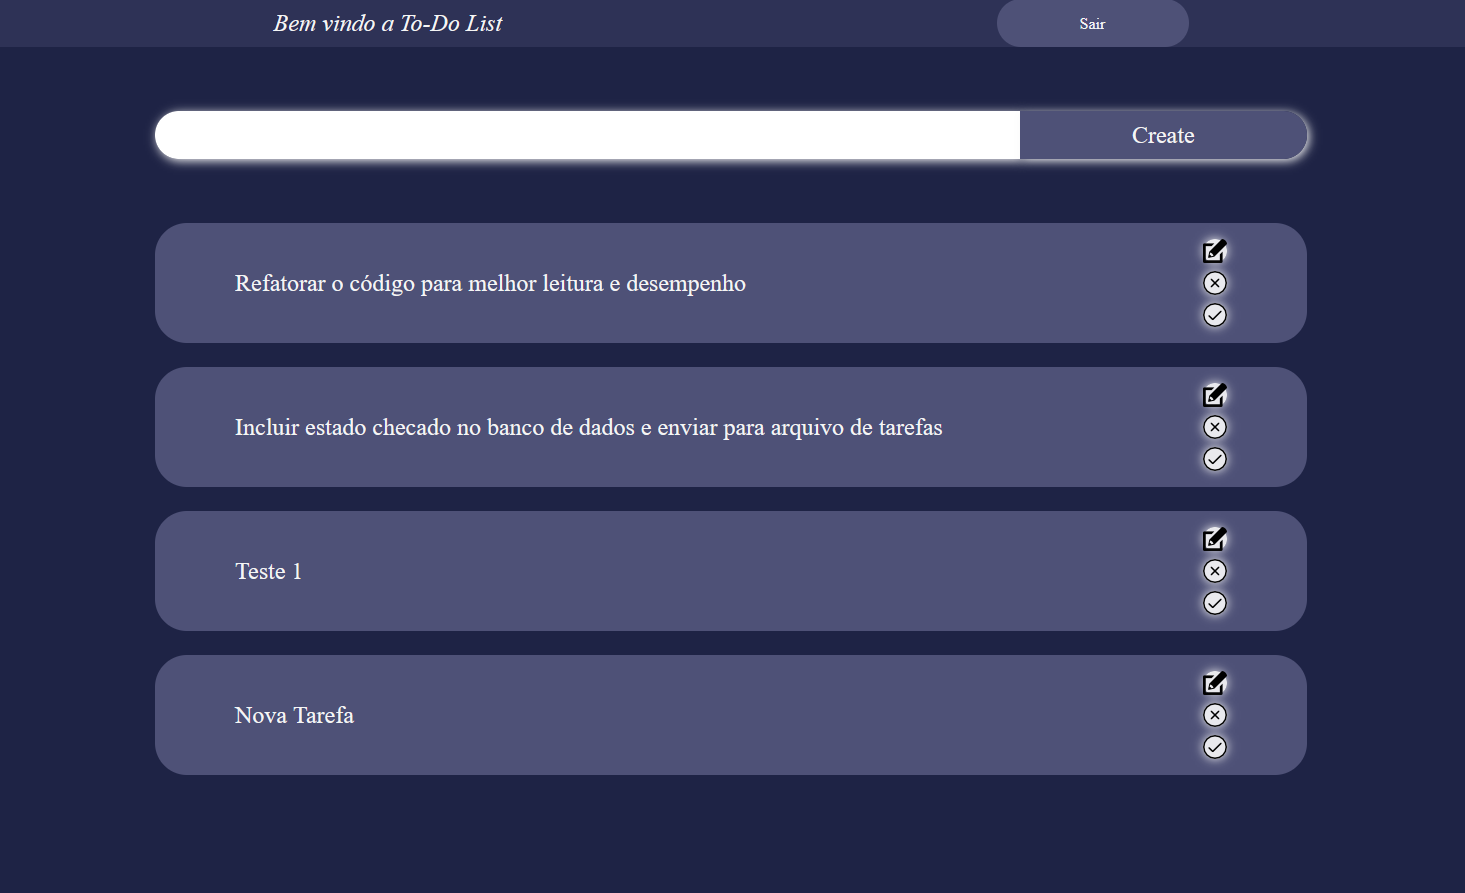 Bem vindo a To-Do List
Sair
Create
Refatorar o código para melhor leitura e desempenho
Incluir estado checado no banco de dados e enviar para arquivo de tarefas
Teste 1
Nova Tarefa